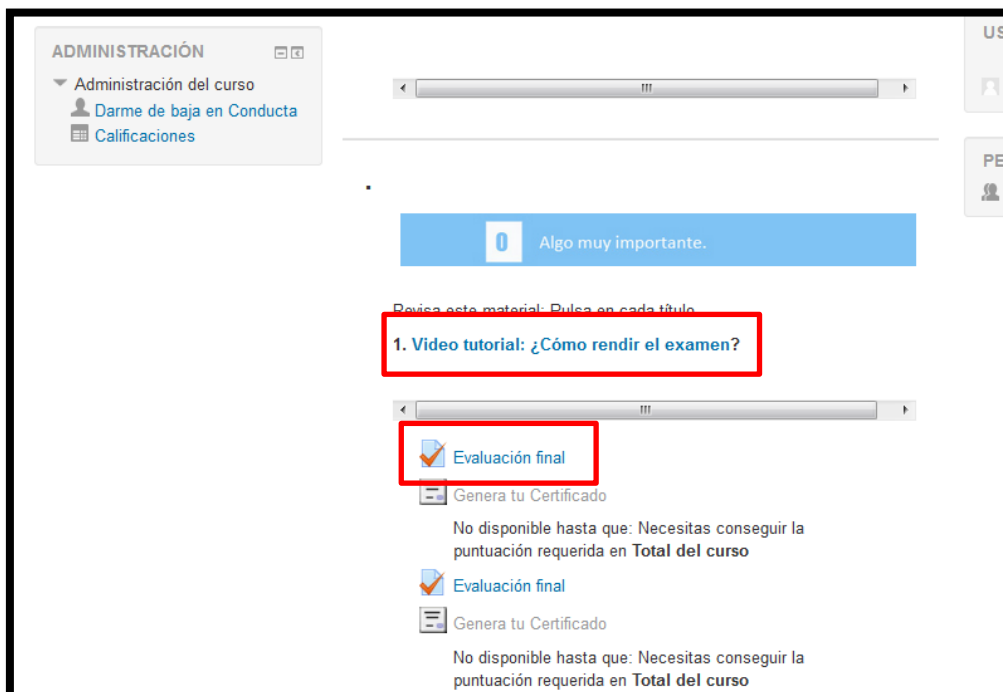 ADMINISTRACIÓN
Administración del curso
Darme de baja en Conducta
Calificaciones
US
PE
0 Algo muy importante.
Revisa este material: Pulsa en cada título
1. Video tutorial: ¿Cómo rendir el examen?
Evaluación final
Genera tu Certificado
No disponible hasta que: Necesitas conseguir la
puntuación requerida en Total del curso
Evaluación final
Genera tu Certificado
No disponible hasta que: Necesitas conseguir la
puntuación requerida en Total del curso